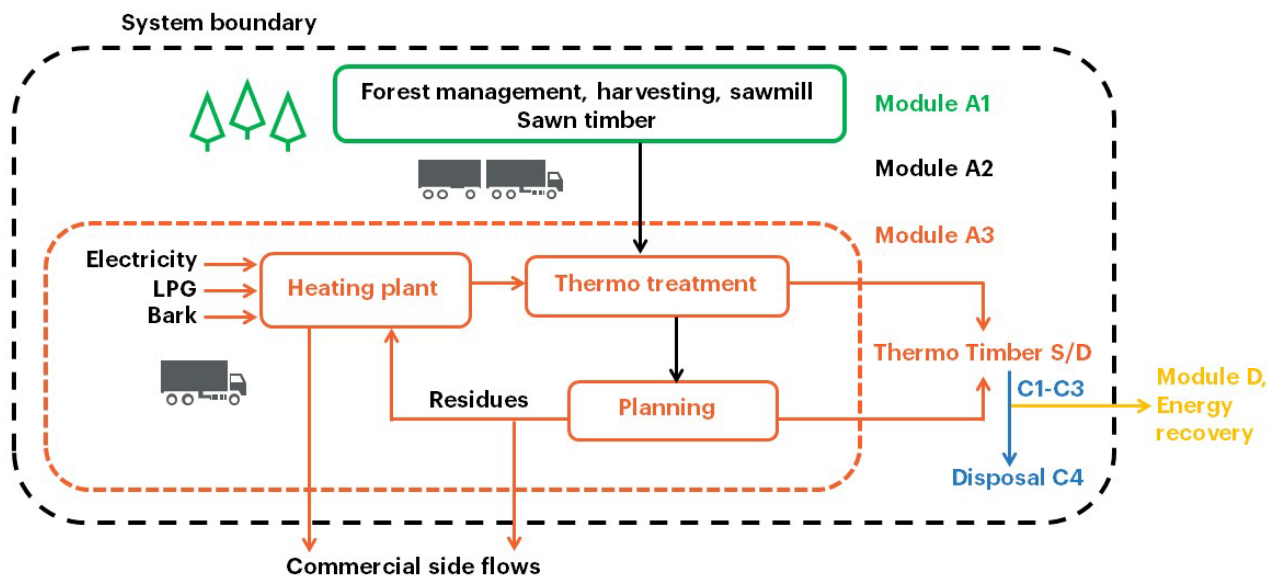 System boundary
Forest management, harvesting, sawmill
Sawn timber
Module A1
Module A2
Module A3
Electricity
LPG
Bark
Heating plant
Thermo treatment
Thermo Timber S/D
C1-C3
Module D,
Energy
recovery
Residues
Planning
Disposal C4
Commercial side flows